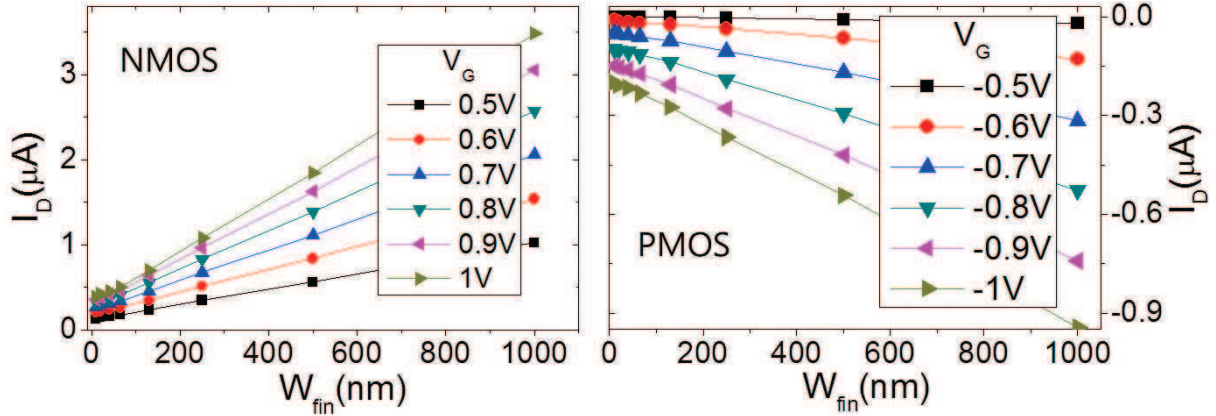 NMOS
V_G
0.5V
0.6V
0.7V
0.8V
0.9V
1V
3
2
1
0
I_D(μA)
0 200 400 600 800 1000
W_fin(nm)
PMOS
V_G
-0.5V
-0.6V
-0.7V
-0.8V
-0.9V
-1V
0.0
-0.3
-0.6
-0.9
I_D(μA)
0 200 400 600 800 1000
W_fin(nm)